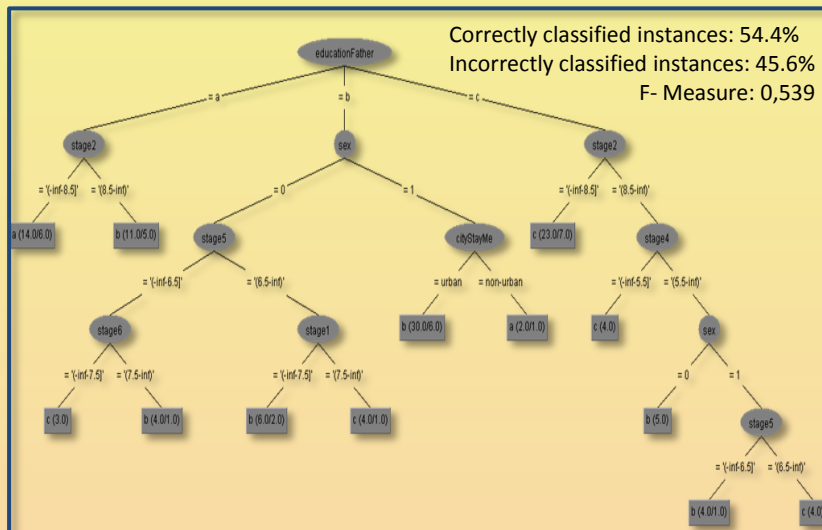 Correctly classified instances: 54.4%
Incorrectly classified instances: 45.6%
F- Measure: 0,539
educationFather
= a
= b
= c
stage2
sex
stage2
= '(-inf-8.5]'
= '(8.5-inf)'
= 0
= 1
= '(-inf-8.5]'
= '(8.5-inf)'
a (14.0/6.0)
b (11.0/5.0)
stage5
cityStayMe
c (23.0/7.0)
stage4
= '(-inf-6.5]'
= '(6.5-inf)'
= urban
= non-urban
= '(-inf-5.5]'
= '(5.5-inf)'
stage6
stage1
b (30.0/6.0)
a (2.0/1.0)
c (4.0)
sex
= '(-inf-7.5]'
= '(7.5-inf)'
= '(-inf-7.5]'
= '(7.5-inf)'
= 0
= 1
c (3.0)
b (4.0/1.0)
b (6.0/2.0)
c (4.0/1.0)
b (5.0)
stage5
= '(-inf-6.5]'
= '(6.5-inf)'
b (4.0/1.0)
c (4.0)